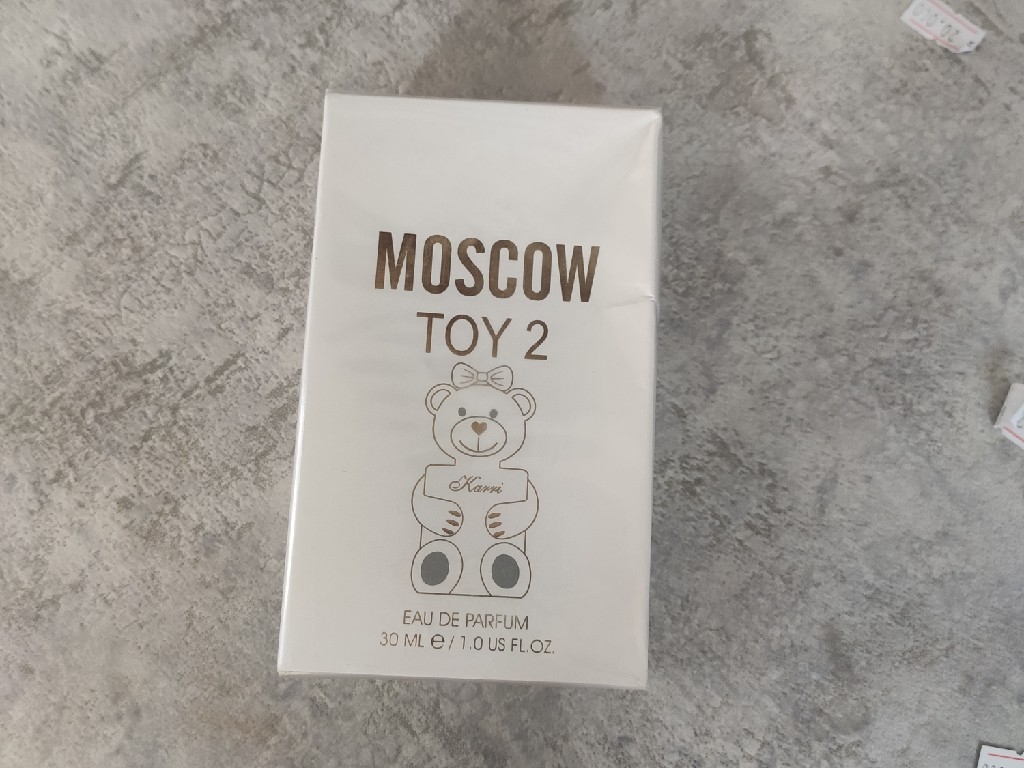 MOSCOW
TOY 2
Karri
EAU DE PARFUM
30 ML ℮ / 1.0 US FL.OZ.